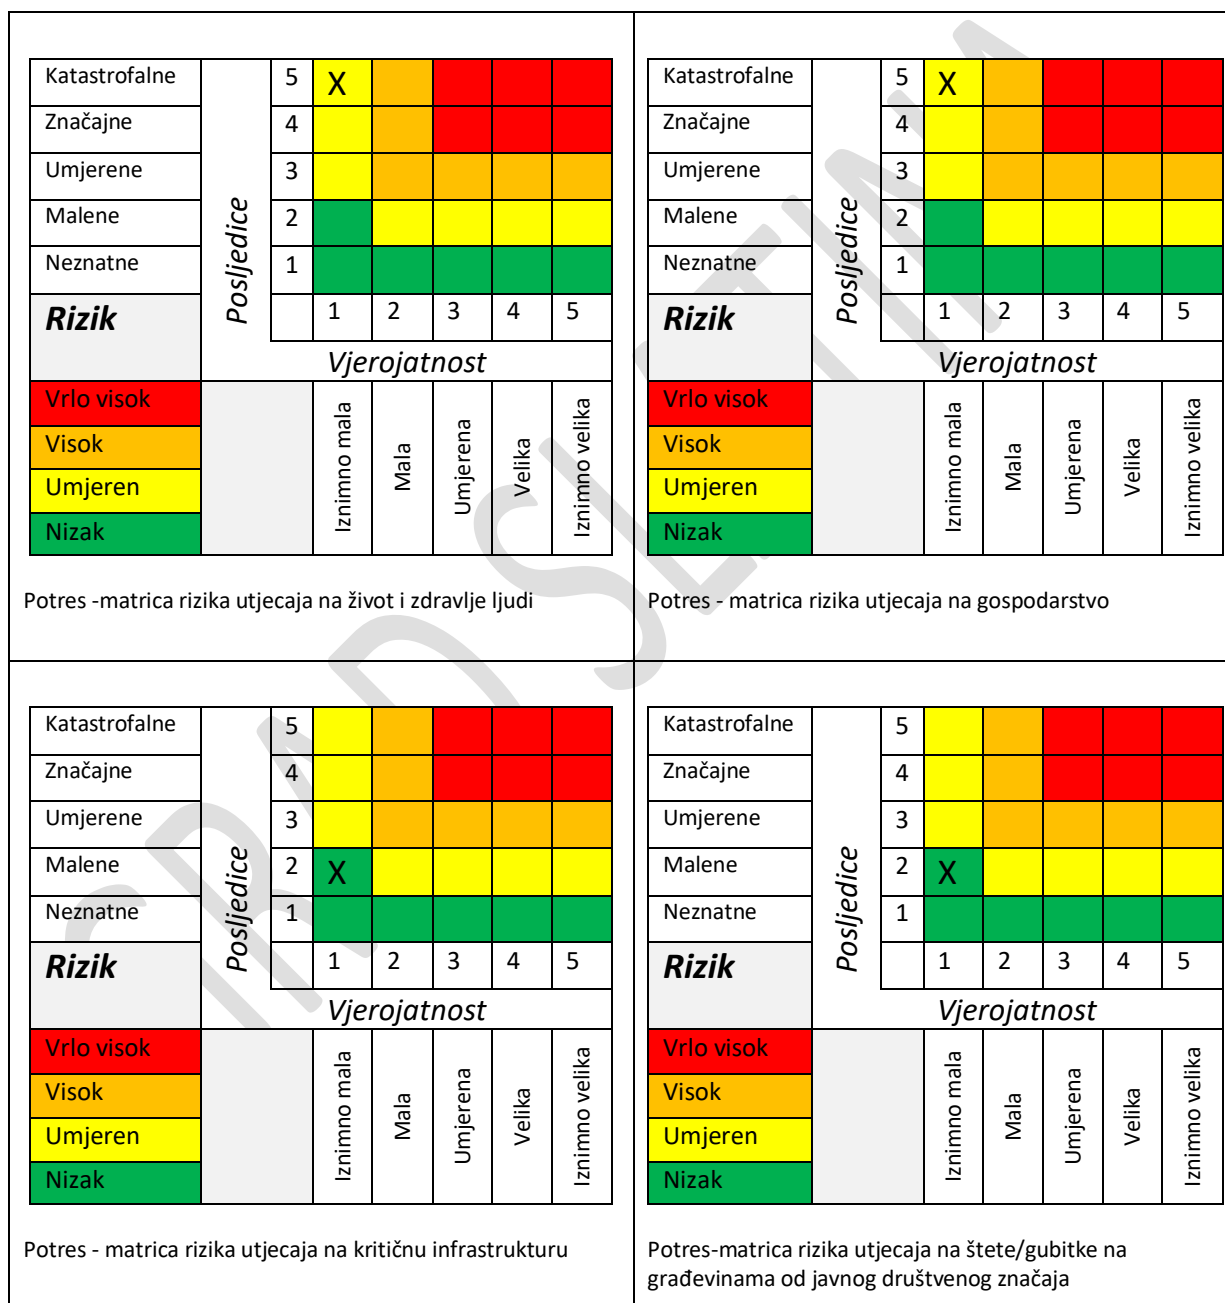 Katastrofalne 5 X
Značajne 4
Umjerene 3
Malene 2
Neznatne 1
Posljedice
Rizik 1 2 3 4 5
Vjerojatnost
Vrlo visok
Visok
Umjeren
Nizak
Iznimno mala
Mala
Umjerena
Velika
Iznimno velika
Potres -matrica rizika utjecaja na život i zdravlje ljudi
Katastrofalne 5 X
Značajne 4
Umjerene 3
Malene 2
Neznatne 1
Posljedice
Rizik 1 2 3 4 5
Vjerojatnost
Vrlo visok
Visok
Umjeren
Nizak
Iznimno mala
Mala
Umjerena
Velika
Iznimno velika
Potres - matrica rizika utjecaja na gospodarstvo
Katastrofalne 5
Značajne 4
Umjerene 3
Malene 2 X
Neznatne 1
Posljedice
Rizik 1 2 3 4 5
Vjerojatnost
Vrlo visok
Visok
Umjeren
Nizak
Iznimno mala
Mala
Umjerena
Velika
Iznimno velika
Potres - matrica rizika utjecaja na kritičnu infrastrukturu
Katastrofalne 5
Značajne 4
Umjerene 3
Malene 2 X
Neznatne 1
Posljedice
Rizik 1 2 3 4 5
Vjerojatnost
Vrlo visok
Visok
Umjeren
Nizak
Iznimno mala
Mala
Umjerena
Velika
Iznimno velika
Potres-matrica rizika utjecaja na štete/gubitke na
građevinama od javnog društvenog značaja
GRAD SLATINA